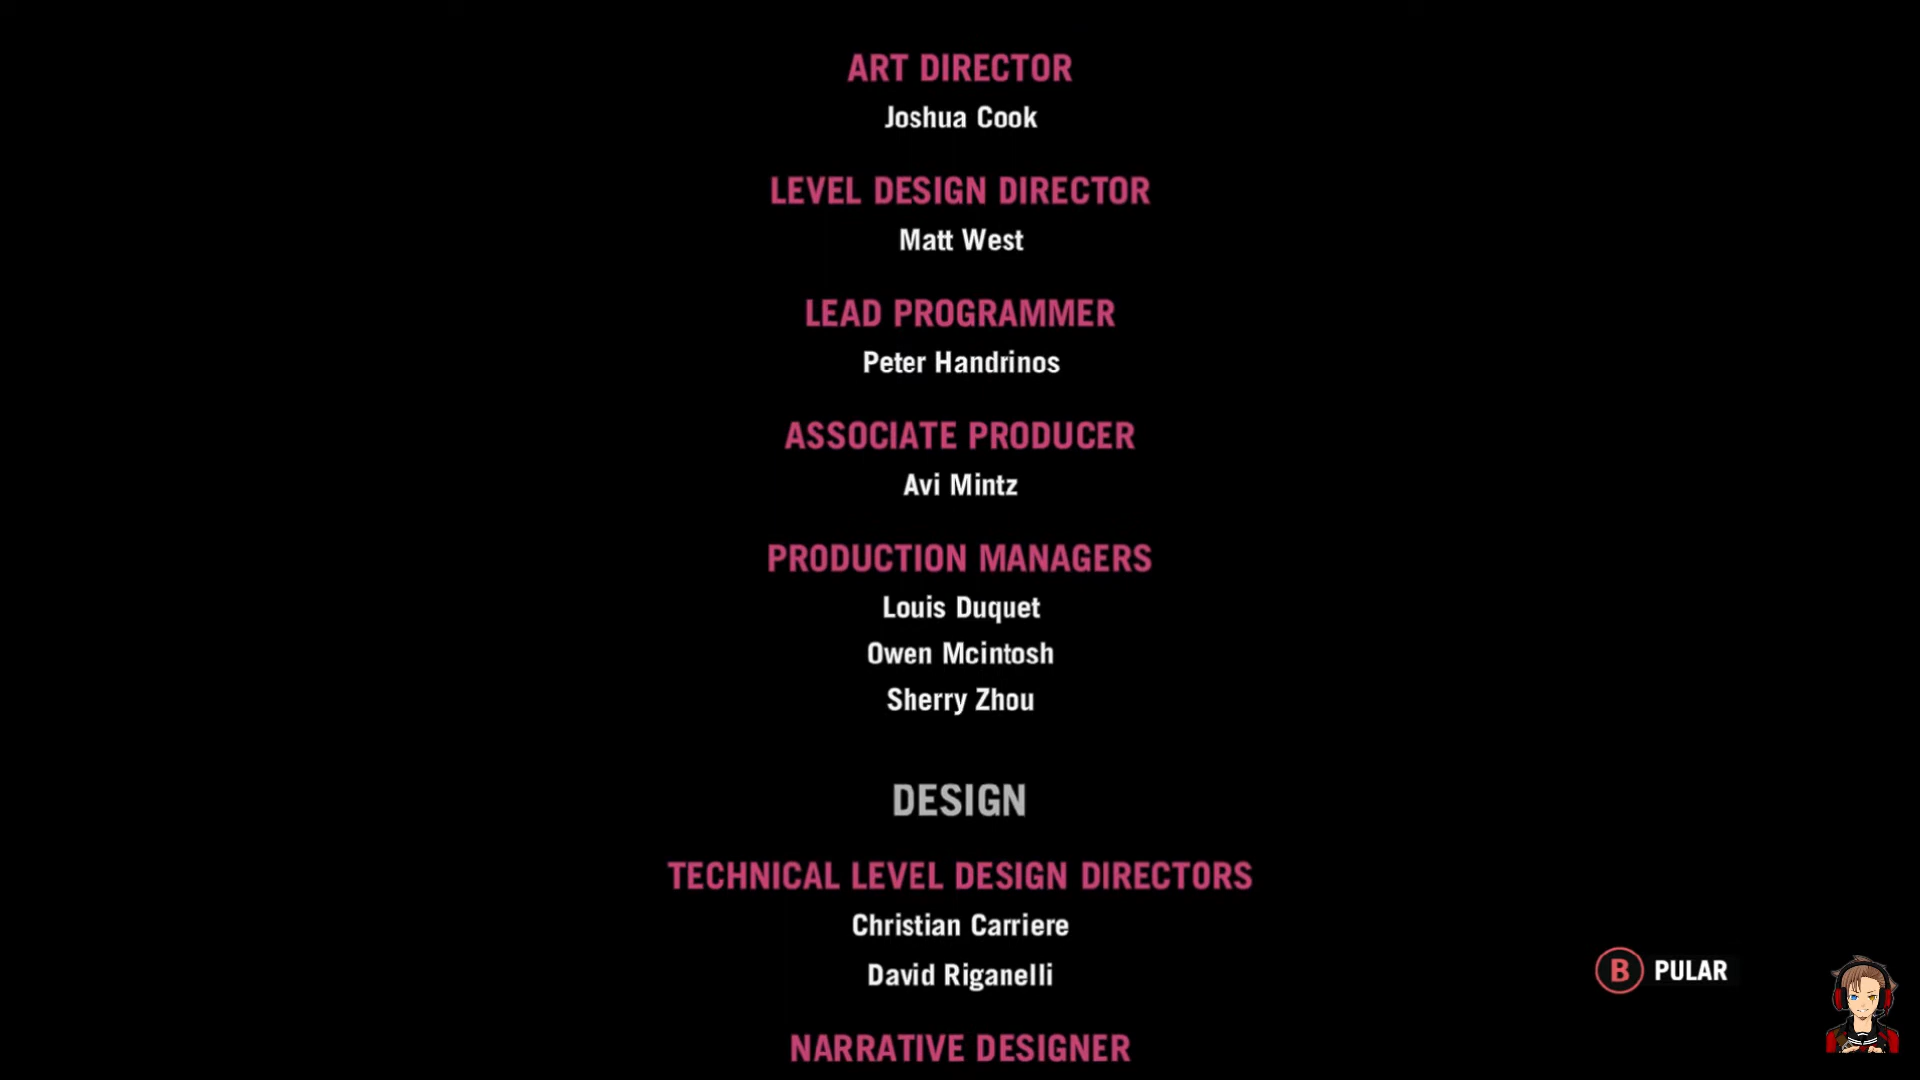 ART DIRECTOR
Joshua Cook
LEVEL DESIGN DIRECTOR
Matt West
LEAD PROGRAMMER
Peter Handrinos
ASSOCIATE PRODUCER
Avi Mintz
PRODUCTION MANAGERS
Louis Duquet
Owen Mcintosh
Sherry Zhou
DESIGN
TECHNICAL LEVEL DESIGN DIRECTORS
Christian Carriere
David Riganelli
B PULAR
NARRATIVE DESIGNER